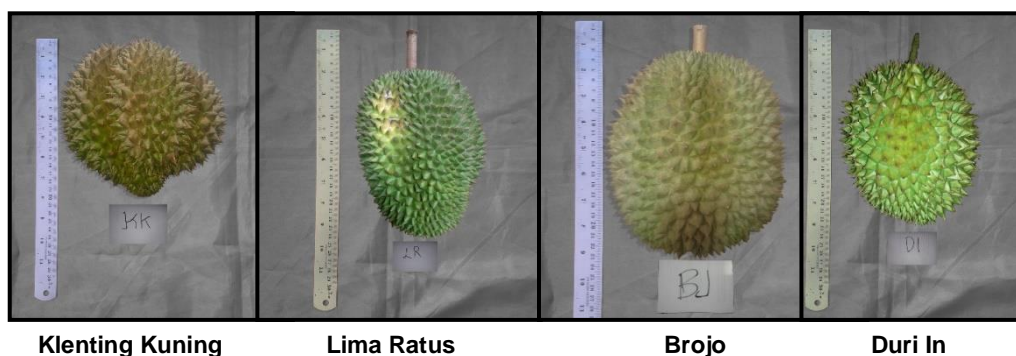 KK
LR
BJ
DI
Klenting Kuning
Lima Ratus
Brojo
Duri In